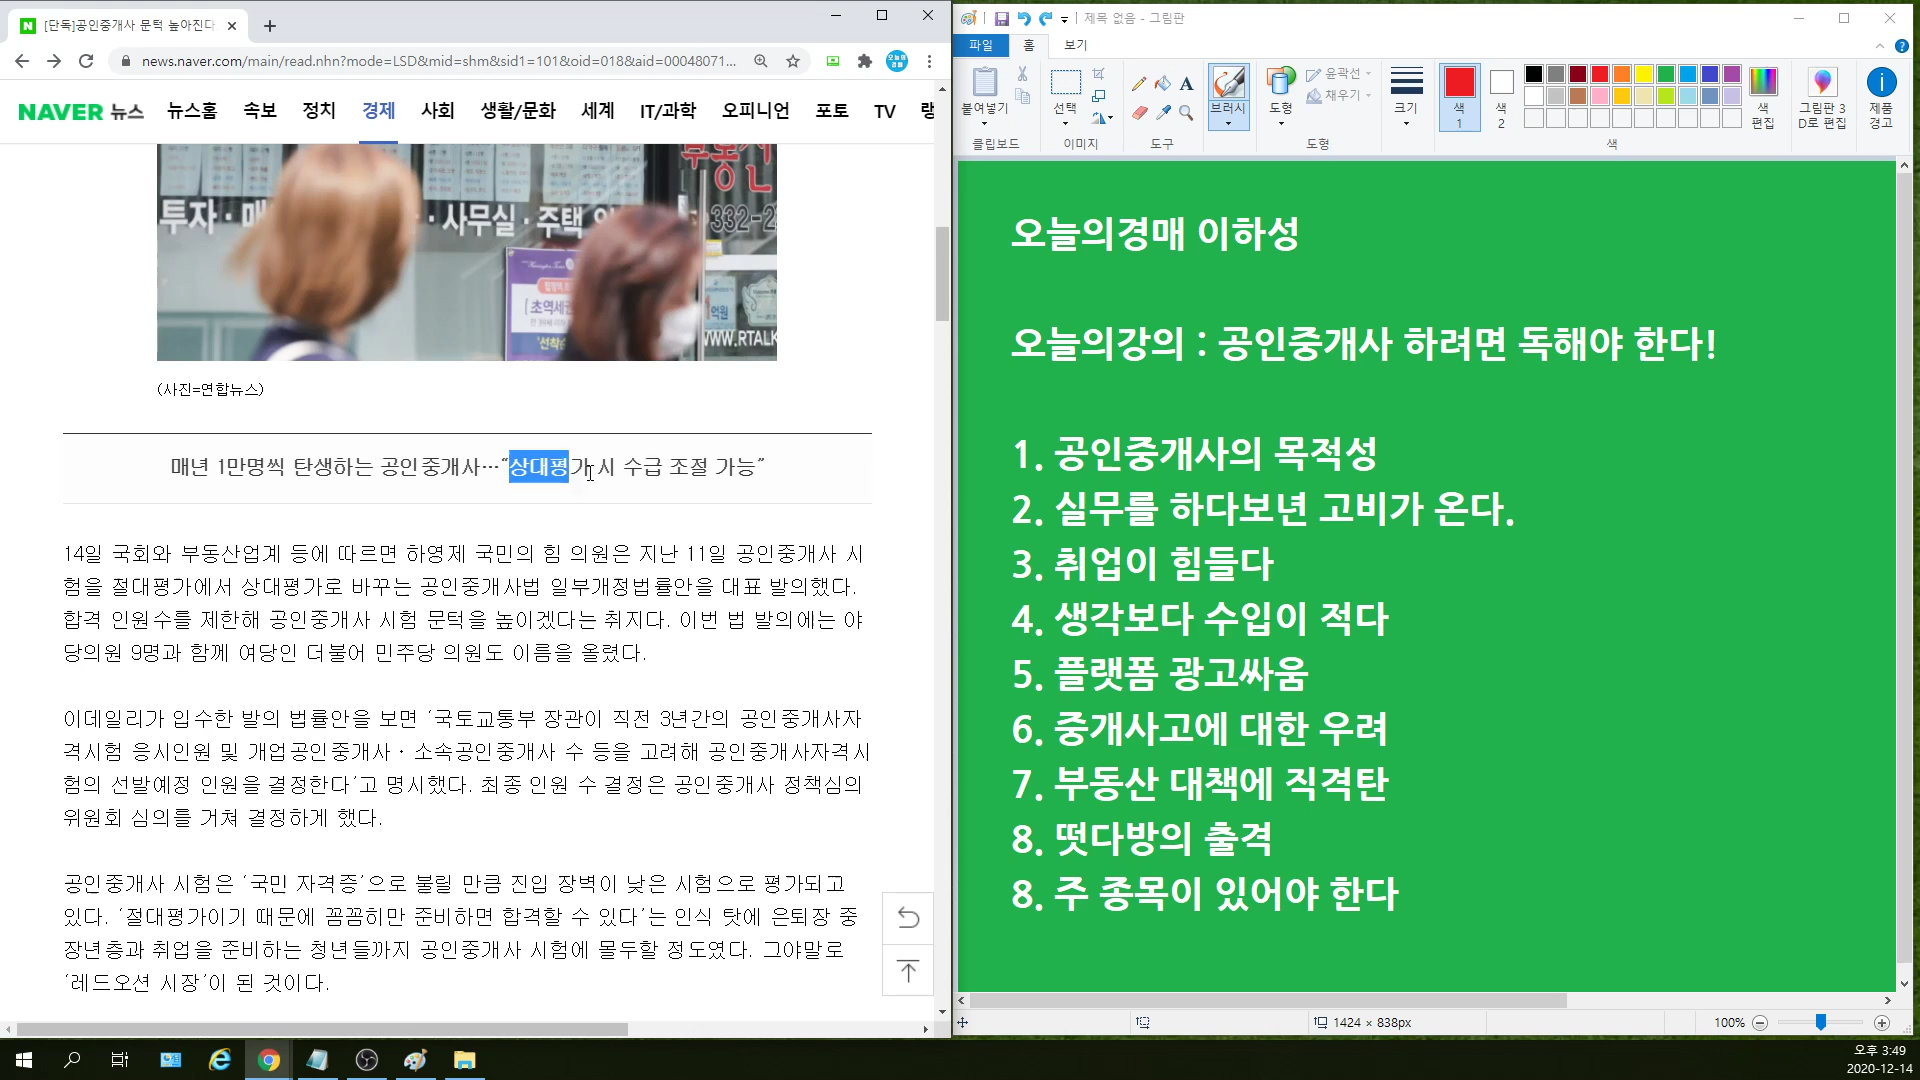 [단독]공인중개사 문턱 높아진다
news.naver.com/main/read.nhn?mode=LSD&mid=shm&sid1=101&oid=018&aid=00048071...
NAVER 뉴스 뉴스홈 속보 정치 경제 사회 생활/문화 세계 IT/과학 오피니언 포토 TV 랭
투자·매
·사무실·주택
332-2
초역세권
WWW.RTALK
(사진=연합뉴스)
매년 1만명씩 탄생하는 공인중개사…“상대평가 시 수급 조절 가능”
14일 국회와 부동산업계 등에 따르면 하영제 국민의 힘 의원은 지난 11일 공인중개사 시
험을 절대평가에서 상대평가로 바꾸는 공인중개사법 일부개정법률안을 대표 발의했다.
합격 인원수를 제한해 공인중개사 시험 문턱을 높이겠다는 취지다. 이번 법 발의에는 야
당의원 9명과 함께 여당인 더불어 민주당 의원도 이름을 올렸다.
이데일리가 입수한 발의 법률안을 보면 ‘국토교통부 장관이 직전 3년간의 공인중개사자
격시험 응시인원 및 개업공인중개사·소속공인중개사 수 등을 고려해 공인중개사자격시
험의 선발예정 인원을 결정한다’고 명시했다. 최종 인원 수 결정은 공인중개사 정책심의
위원회 심의를 거쳐 결정하게 했다.
공인중개사 시험은 ‘국민 자격증’으로 불릴 만큼 진입 장벽이 낮은 시험으로 평가되고
있다. ‘절대평가이기 때문에 꼼꼼히만 준비하면 합격할 수 있다’는 인식 탓에 은퇴장 중
장년층과 취업을 준비하는 청년들까지 공인중개사 시험에 몰두할 정도였다. 그야말로
‘레드오션 시장’이 된 것이다.
제목 없음 - 그림판
파일 홈 보기
붙여넣기
선택
브러시
도형
윤곽선
채우기
크기
색 1
색 2
색 편집
그림판 3D로 편집
제품 경고
클립보드 이미지 도구 도형 색
오늘의경매 이하성
오늘의강의 : 공인중개사 하려면 독해야 한다!
1. 공인중개사의 목적성
2. 실무를 하다보년 고비가 온다.
3. 취업이 힘들다
4. 생각보다 수입이 적다
5. 플랫폼 광고싸움
6. 중개사고에 대한 우려
7. 부동산 대책에 직격탄
8. 떳다방의 출격
8. 주 종목이 있어야 한다
1424 × 838px
100%
오후 3:49
2020-12-14